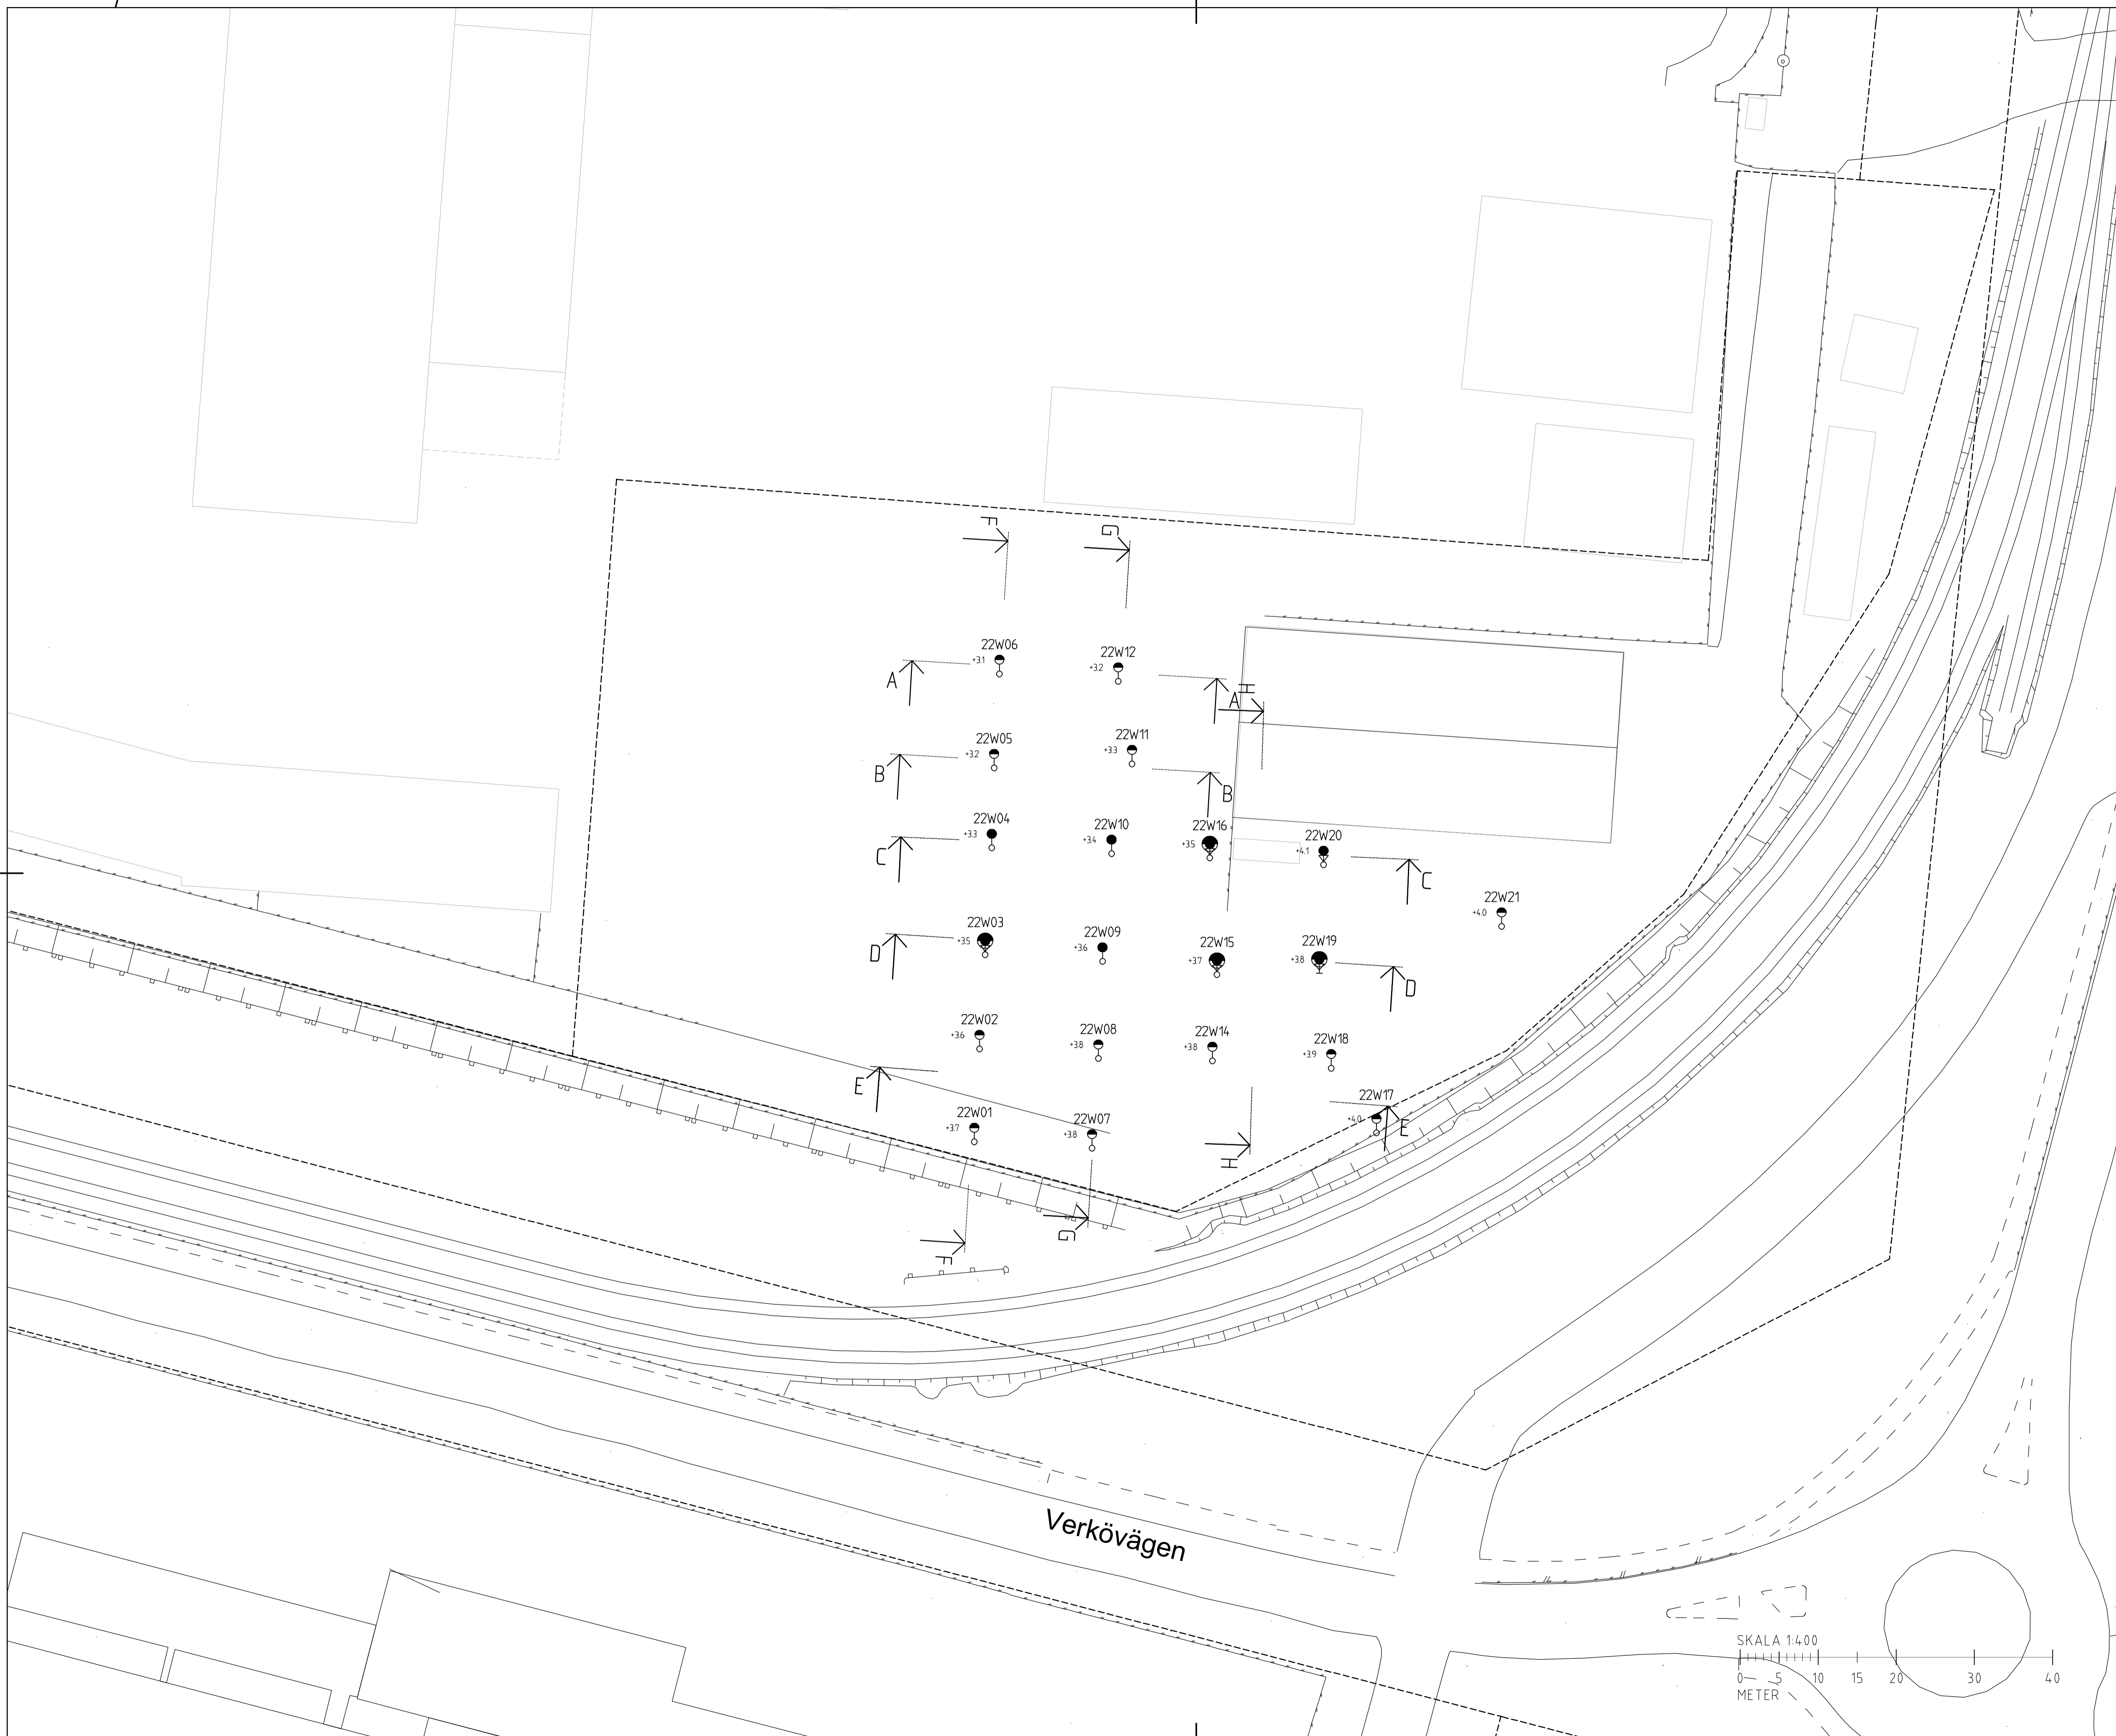 F
G
22W06
+3.1
22W12
+3.2
A
A
H
22W05
+3.2
22W11
+3.3
B
B
22W04
+3.3
22W10
+3.4
22W16
+3.5
22W20
+4.1
C
C
22W21
+4.0
22W03
+3.5
22W09
+3.6
22W15
+3.7
22W19
+3.8
D
D
22W02
+3.6
22W08
+3.8
22W14
+3.8
22W18
+3.9
E
22W17
+4.0
E
22W01
+3.7
22W07
+3.8
H
G
F
Verkövägen
SKALA 1:400
0 5 10 15 20 30 40
METER